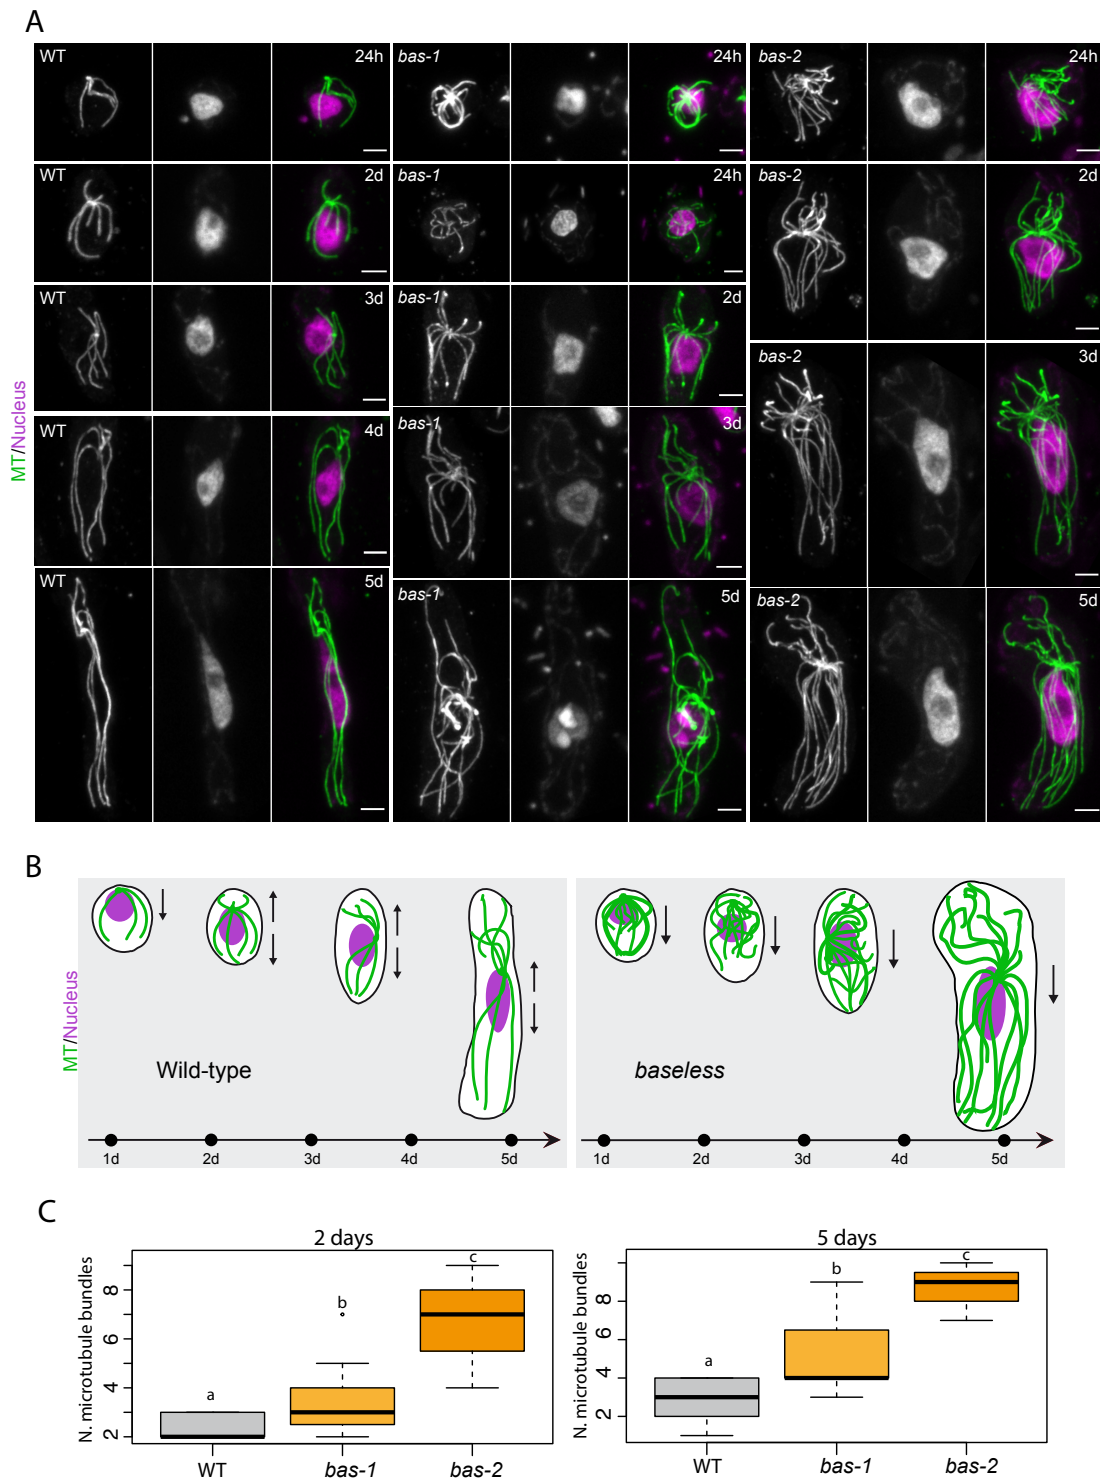 A
WT 24h
bas-1 24h
bas-2 24h
WT 2d
bas-1 24h
bas-2 2d
WT 3d
bas-1 2d
bas-2 3d
WT 4d
bas-1 3d
WT 5d
bas-1 5d
bas-2 5d
MT/Nucleus
B
MT/Nucleus
Wild-type
1d 2d 3d 4d 5d
baseless
1d 2d 3d 4d 5d
C
2 days
N. microtubule bundles
8
6
4
2
a
b
c
WT bas-1 bas-2
5 days
N. microtubule bundles
8
6
4
2
a
b
c
WT bas-1 bas-2